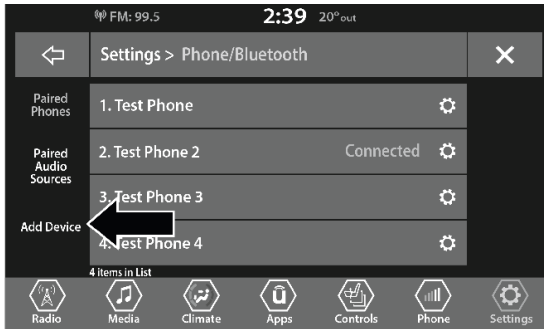 FM: 99.5
2:39
20°out
Settings > Phone/Bluetooth
Paired
Phones
Paired
Audio
Sources
Add Device
1. Test Phone
2. Test Phone 2
Connected
3. Test Phone 3
4. Test Phone 4
4 items in List
Radio
Media
Climate
ū
Apps
Controls
Phone
Settings